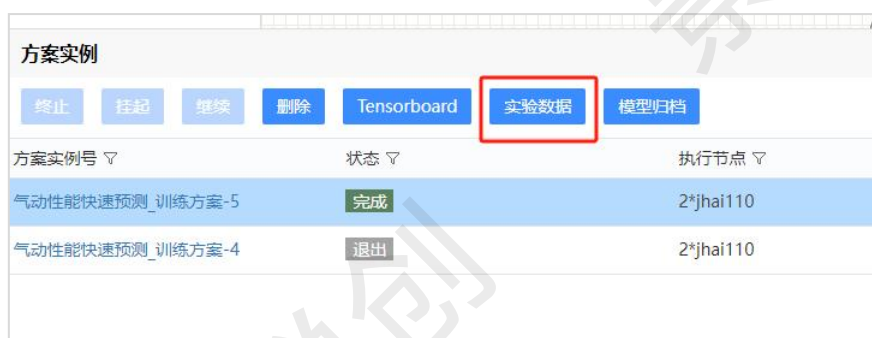 方案实例
终止 挂起 继续 删除 Tensorboard 实验数据 模型归档
方案实例号 状态 执行节点
气动性能快速预测_训练方案-5 完成 2*jhai110
气动性能快速预测_训练方案-4 退出 2*jhai110
创